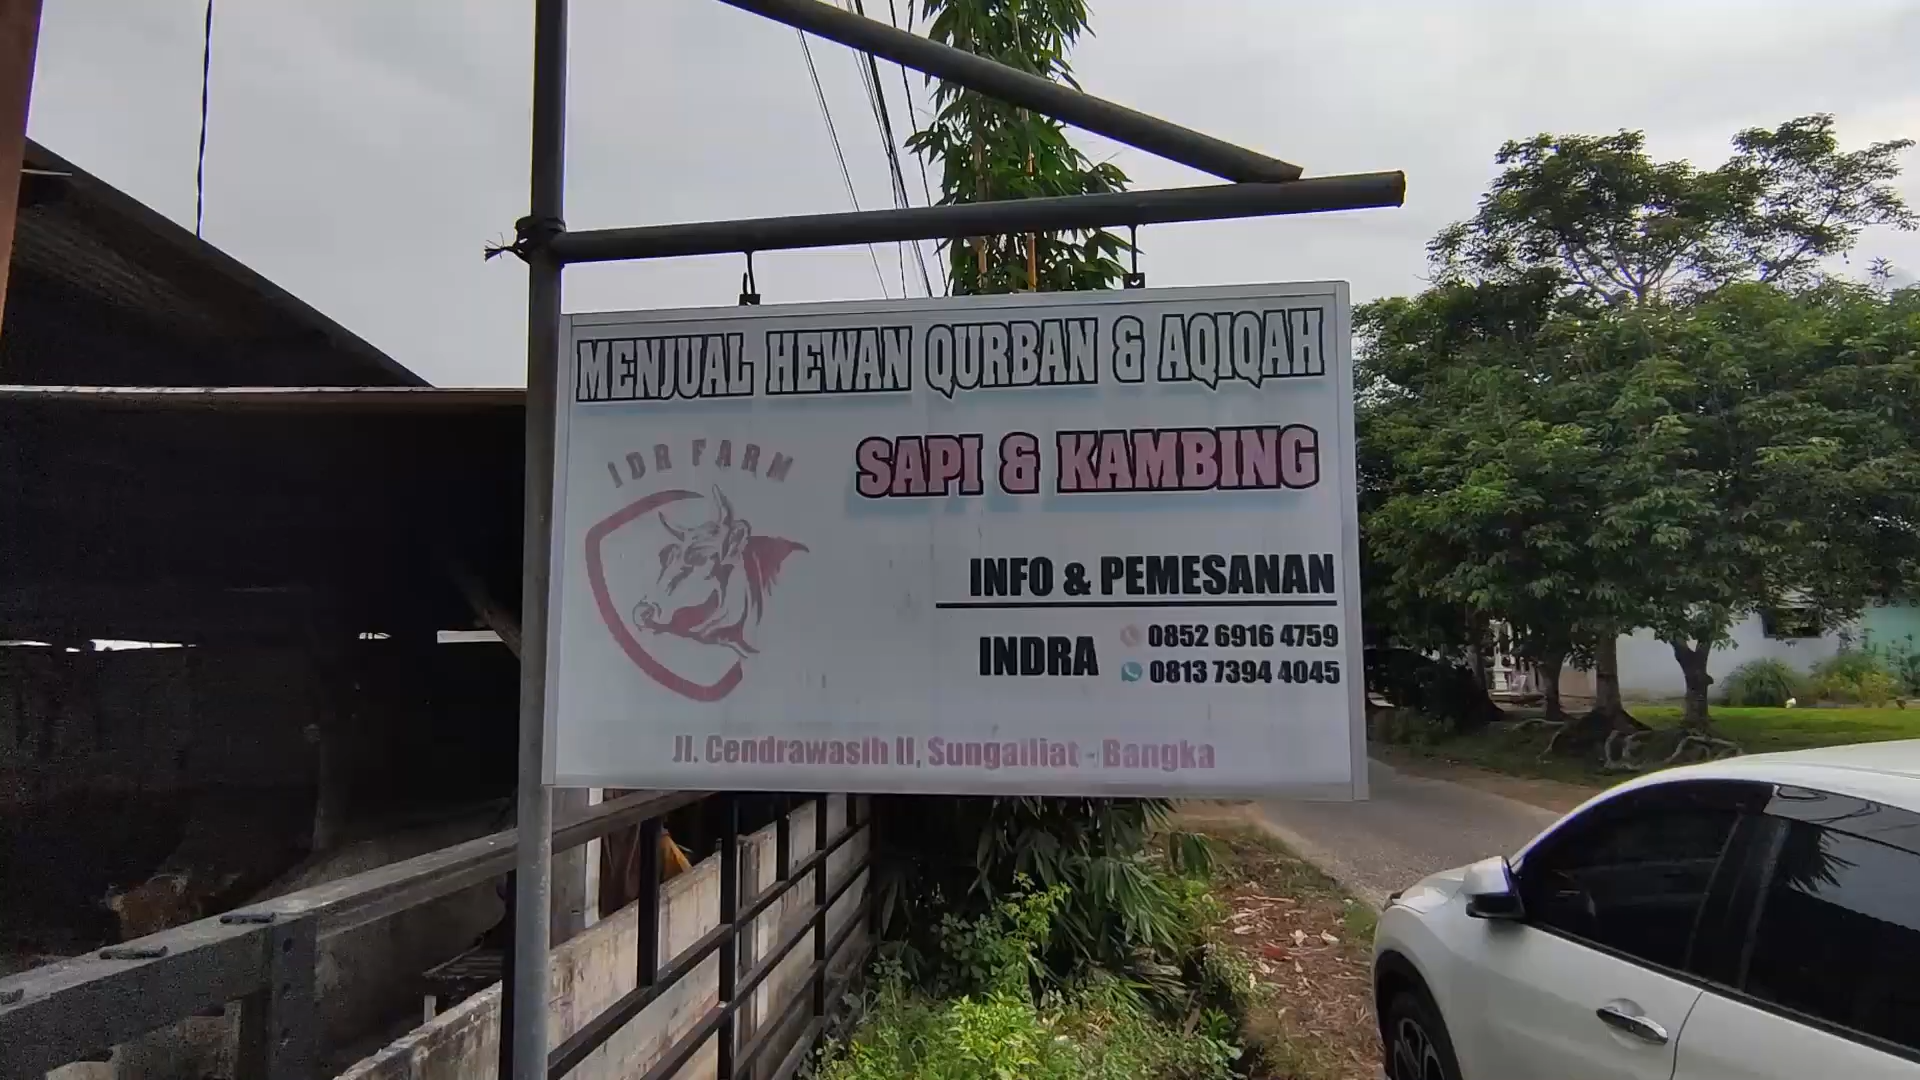 MENJUAL HEWAN QURBAN & AQIQAH
IDR FARM
SAPI & KAMBING
INFO & PEMESANAN
INDRA
0852 6916 4759
0813 7394 4045
Jl. Cendrawasih II, Sungailiat - Bangka